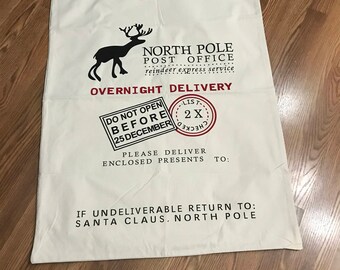 NORTH POLE
POST OFFICE
reindeer express service
OVERNIGHT DELIVERY
DO NOT OPEN
BEFORE
25 DECEMBER
LIST
2X
CHECKED
PLEASE DELIVER
ENCLOSED PRESENTS TO:
IF UNDELIVERABLE RETURN TO:
SANTA CLAUS. NORTH POLE